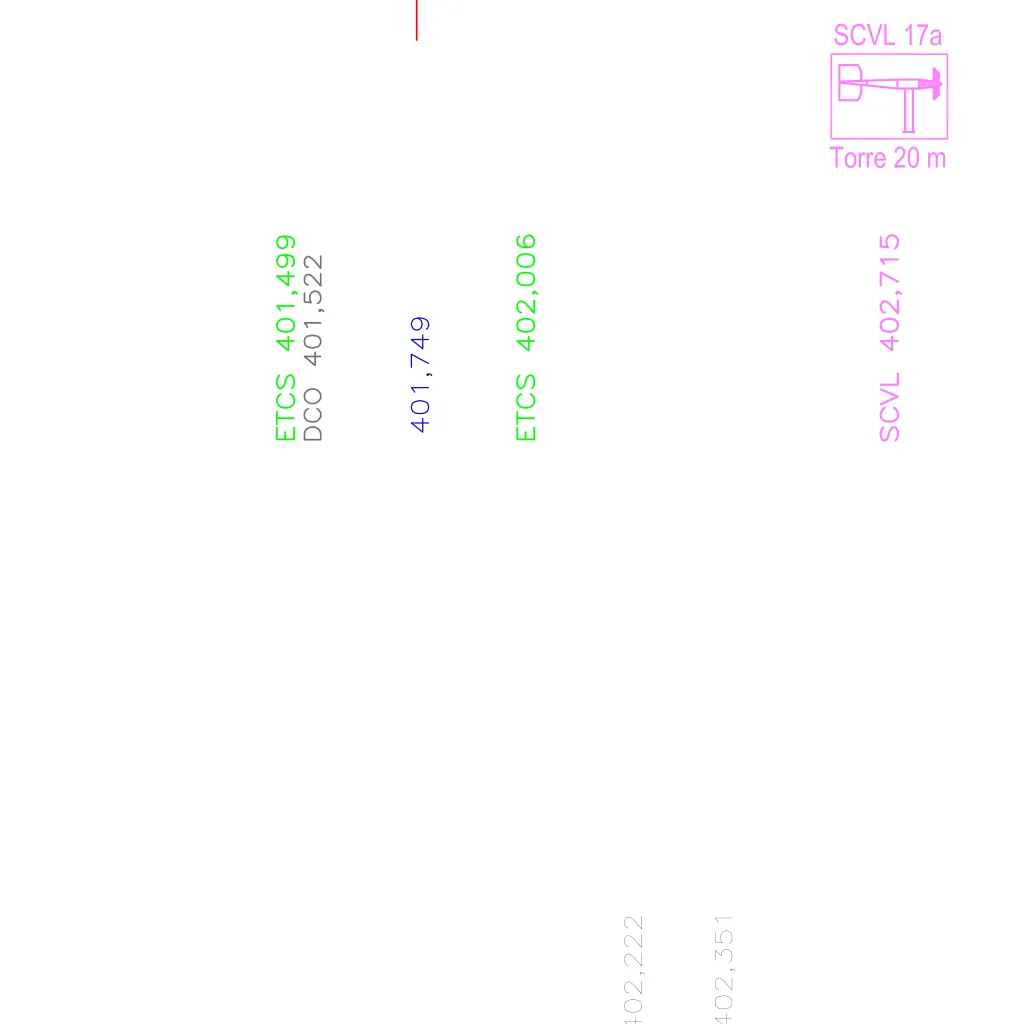 SCVL 17a
Torre 20 m
ETCS 401,499
DCO 401,522
401,749
ETCS 402,006
SCVL 402,715
402,222
402,351